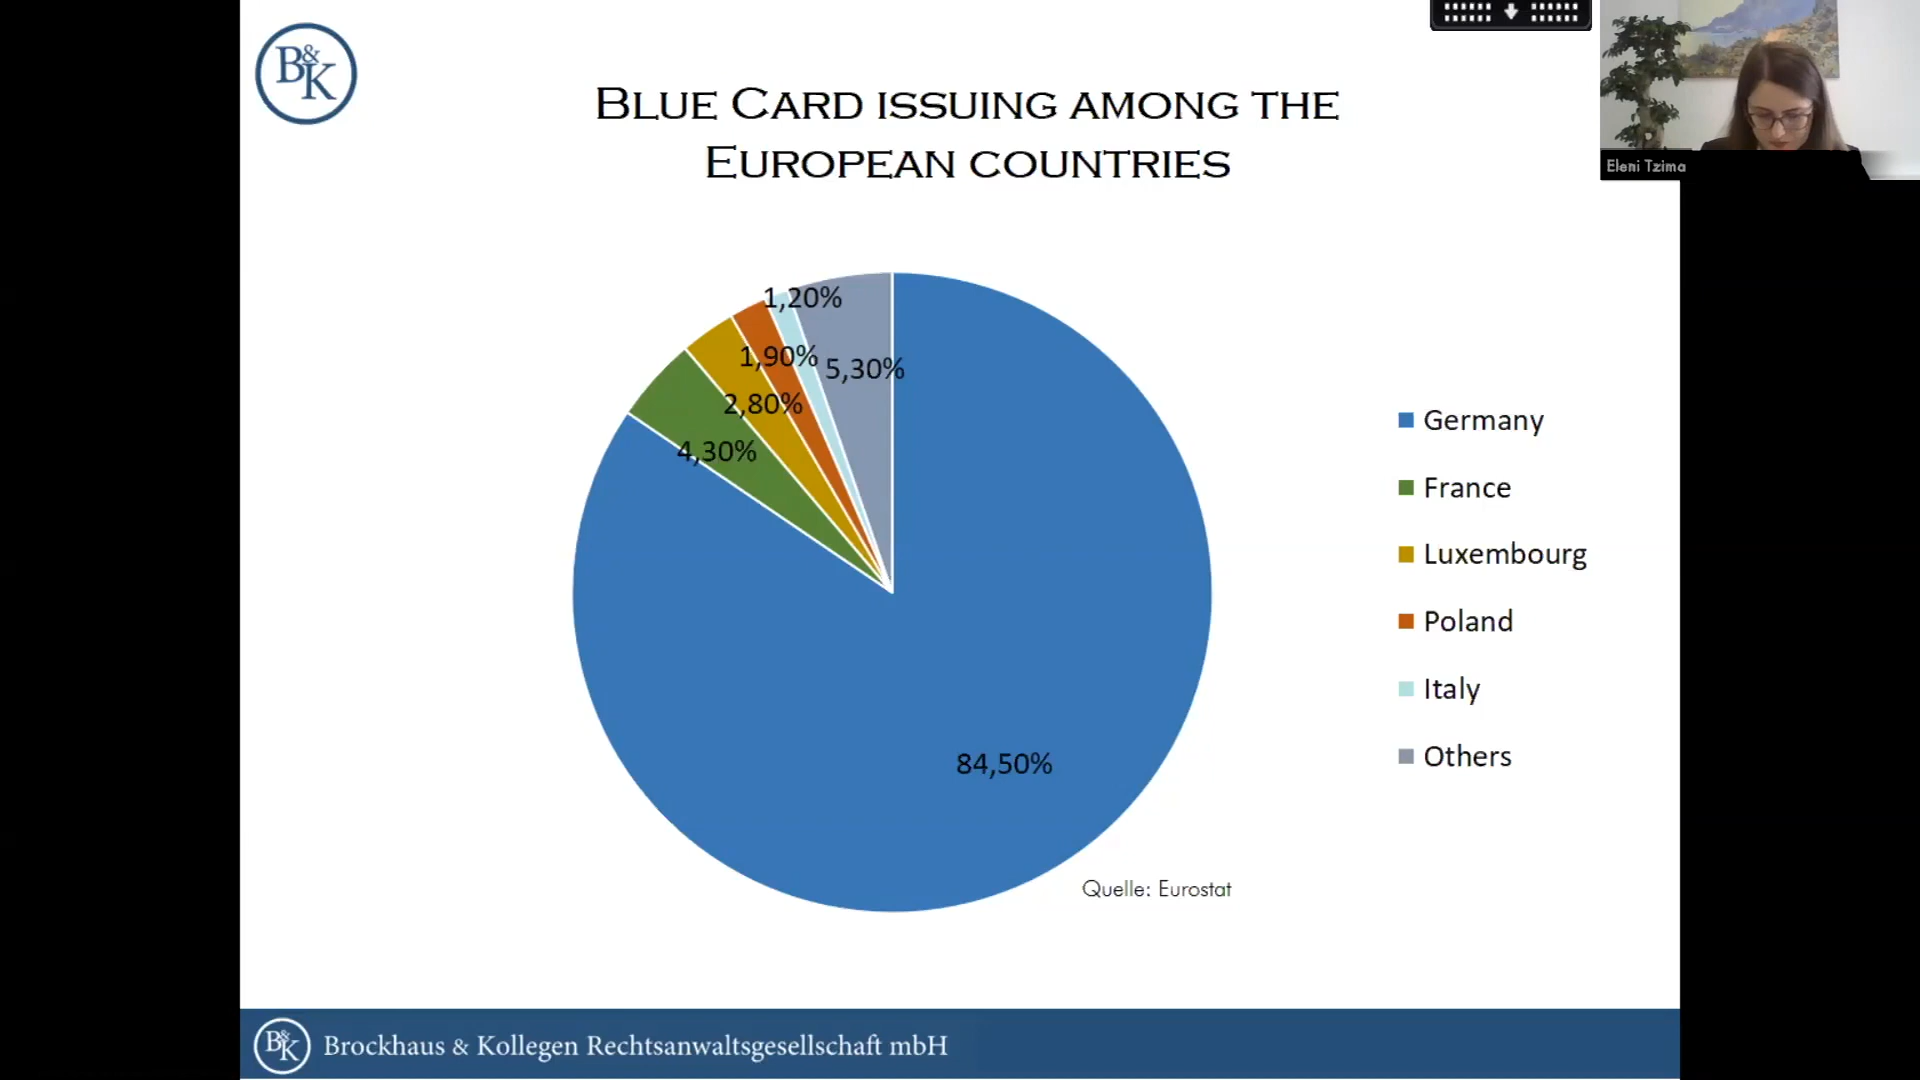 B&K
BLUE CARD ISSUING AMONG THE
EUROPEAN COUNTRIES
Eleni Tzima
1,20%
1,90%
5,30%
2,80%
4,30%
84,50%
Germany
France
Luxembourg
Poland
Italy
Others
Quelle: Eurostat
B&K
Brockhaus & Kollegen Rechtsanwaltsgesellschaft mbH